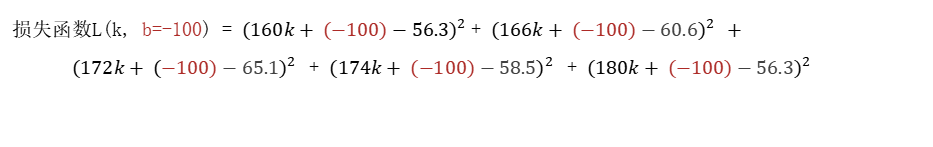 损失函数L(k, b=-100) = (160k + (−100) − 56.3)² + (166k + (−100) − 60.6)² +
(172k + (−100) − 65.1)² + (174k + (−100) − 58.5)² + (180k + (−100) − 56.3)²